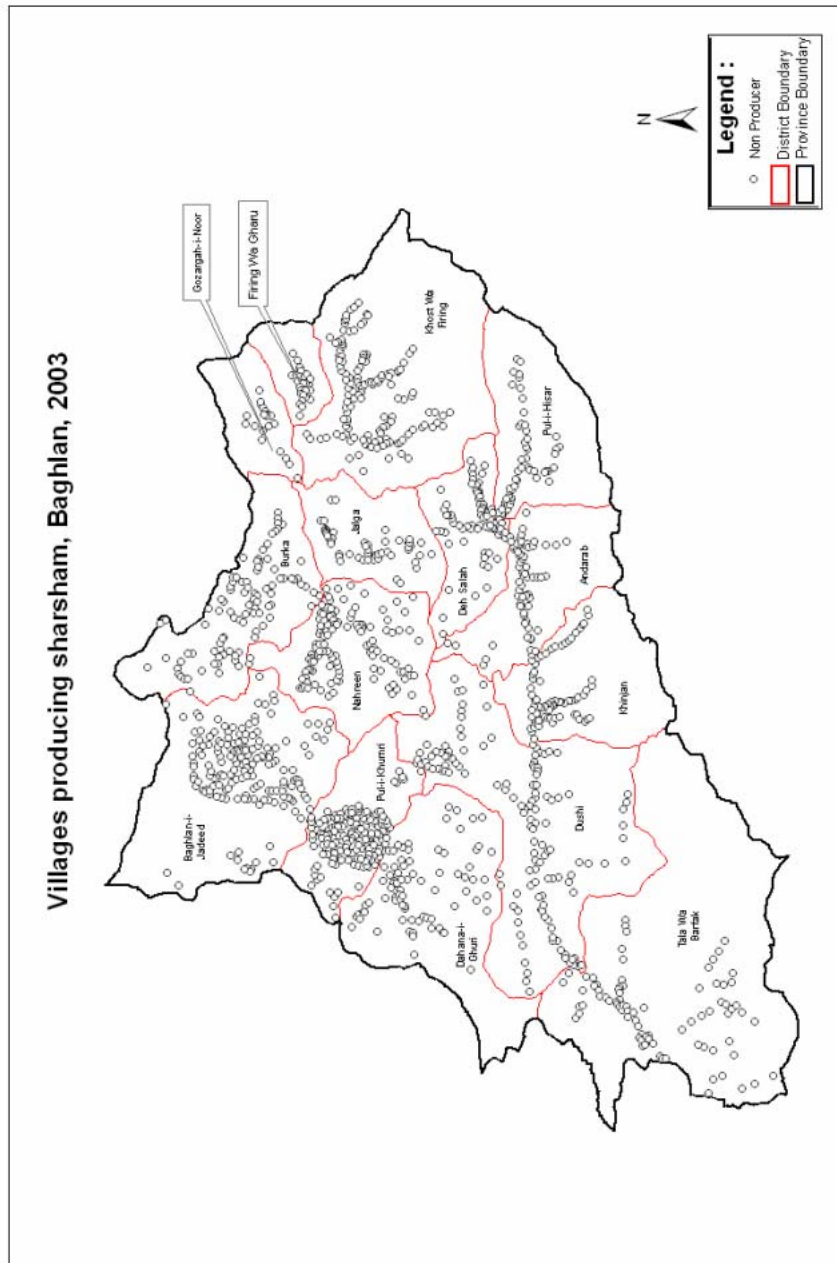 Villages producing sharsham, Baghlan, 2003
Gozargah-i-Noor
Firing Wa Gharu
Khost Wa
Firing
Burka
Jalga
Pul-i-Hisar
Baghlan-i-
Jadeed
Nahreen
Deh Salah
Andarab
Pul-i-Khumri
Khinjan
Dahana-i-
Ghuri
Dushi
Tala Wa
Barfak
N
Legend :
Non Producer
District Boundary
Province Boundary